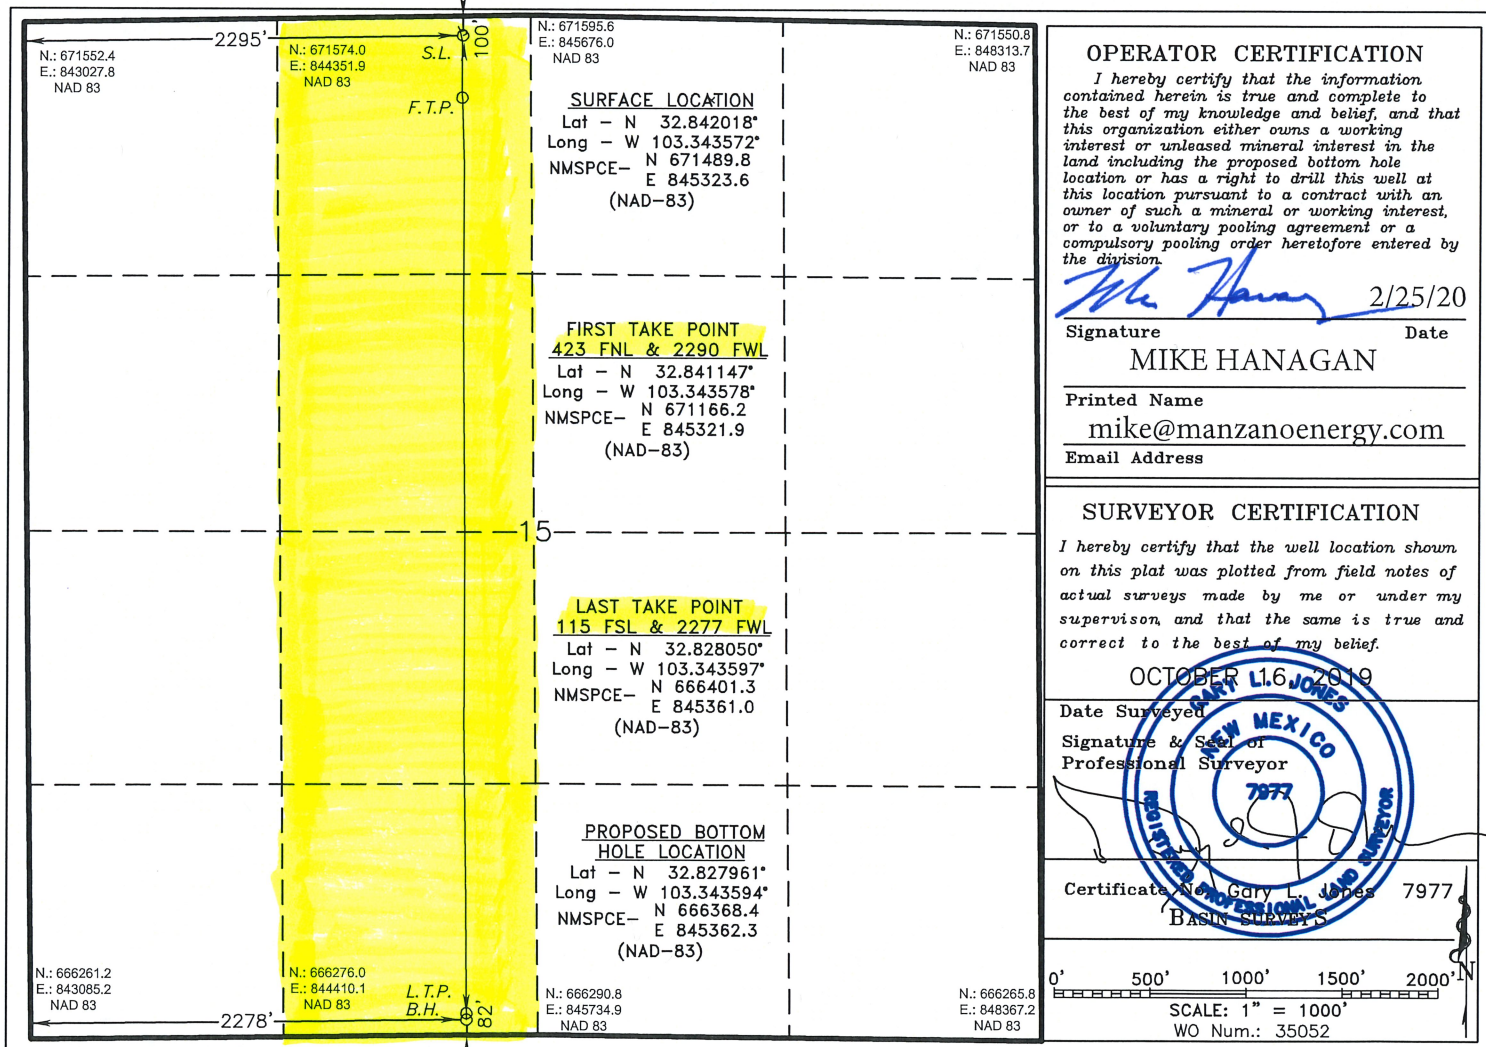 2295'
N.: 671552.4
E.: 843027.8
NAD 83
N.: 671574.0
E.: 844351.9
NAD 83
S.L.
100'
F.T.P.
N.: 671595.6
E.: 845676.0
NAD 83
N.: 671550.8
E.: 848313.7
NAD 83
SURFACE LOCATION
Lat – N 32.842018°
Long – W 103.343572°
NMSPCE– N 671489.8
E 845323.6
(NAD–83)
FIRST TAKE POINT
423 FNL & 2290 FWL
Lat – N 32.841147°
Long – W 103.343578°
NMSPCE– N 671166.2
E 845321.9
(NAD–83)
15
LAST TAKE POINT
115 FSL & 2277 FWL
Lat – N 32.828050°
Long – W 103.343597°
NMSPCE– N 666401.3
E 845361.0
(NAD–83)
PROPOSED BOTTOM
HOLE LOCATION
Lat – N 32.827961°
Long – W 103.343594°
NMSPCE– N 666368.4
E 845362.3
(NAD–83)
N.: 666261.2
E.: 843085.2
NAD 83
N.: 666276.0
E.: 844410.1
NAD 83
L.T.P.
B.H.
82'
2278'
N.: 666290.8
E.: 845734.9
NAD 83
N.: 666265.8
E.: 848367.2
NAD 83
OPERATOR CERTIFICATION
I hereby certify that the information
contained herein is true and complete to
the best of my knowledge and belief, and that
this organization either owns a working
interest or unleased mineral interest in the
land including the proposed bottom hole
location or has a right to drill this well at
this location pursuant to a contract with an
owner of such a mineral or working interest,
or to a voluntary pooling agreement or a
compulsory pooling order heretofore entered by
the division.
2/25/20
Signature Date
MIKE HANAGAN
Printed Name
mike@manzanoenergy.com
Email Address
SURVEYOR CERTIFICATION
I hereby certify that the well location shown
on this plat was plotted from field notes of
actual surveys made by me or under my
supervison, and that the same is true and
correct to the best of my belief.
OCTOBER 16, 2019
Date Surveyed
Signature & Seal of
Professional Surveyor
GARY L. JONES
NEW MEXICO
7977
REGISTERED PROFESSIONAL LAND SURVEYOR
Certificate No. Gary L. Jones 7977
BASIN SURVEYS
N
0' 500' 1000' 1500' 2000'
SCALE: 1" = 1000'
WO Num.: 35052